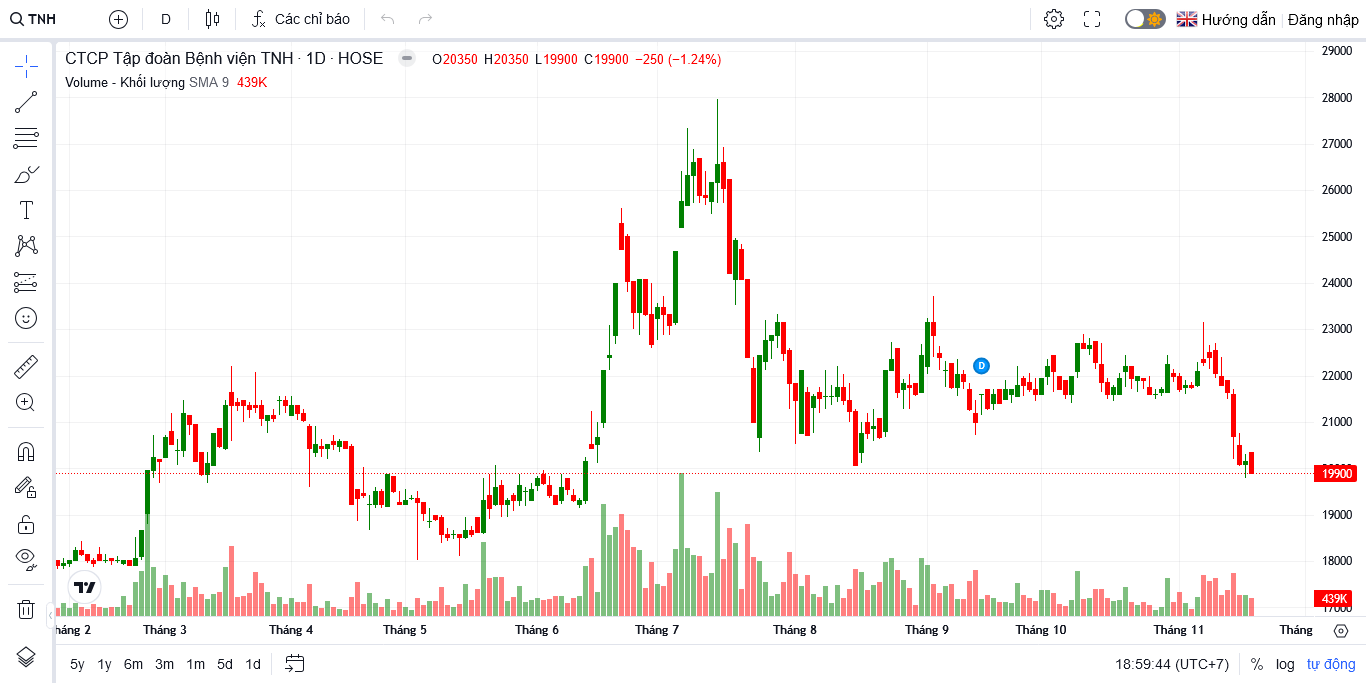 TNH D Các chỉ báo Hướng dẫn Đăng nhập
CTCP Tập đoàn Bệnh viện TNH · 1D · HOSE O20350 H20350 L19900 C19900 −250 (−1.24%)
Volume - Khối lượng SMA 9 439K
29000
28000
27000
26000
25000
24000
23000
22000
21000
19900
19000
18000
439K
17000
D
háng 2 Tháng 3 Tháng 4 Tháng 5 Tháng 6 Tháng 7 Tháng 8 Tháng 9 Tháng 10 Tháng 11 Tháng
5y 1y 6m 3m 1m 5d 1d 18:59:44 (UTC+7) % log tự động